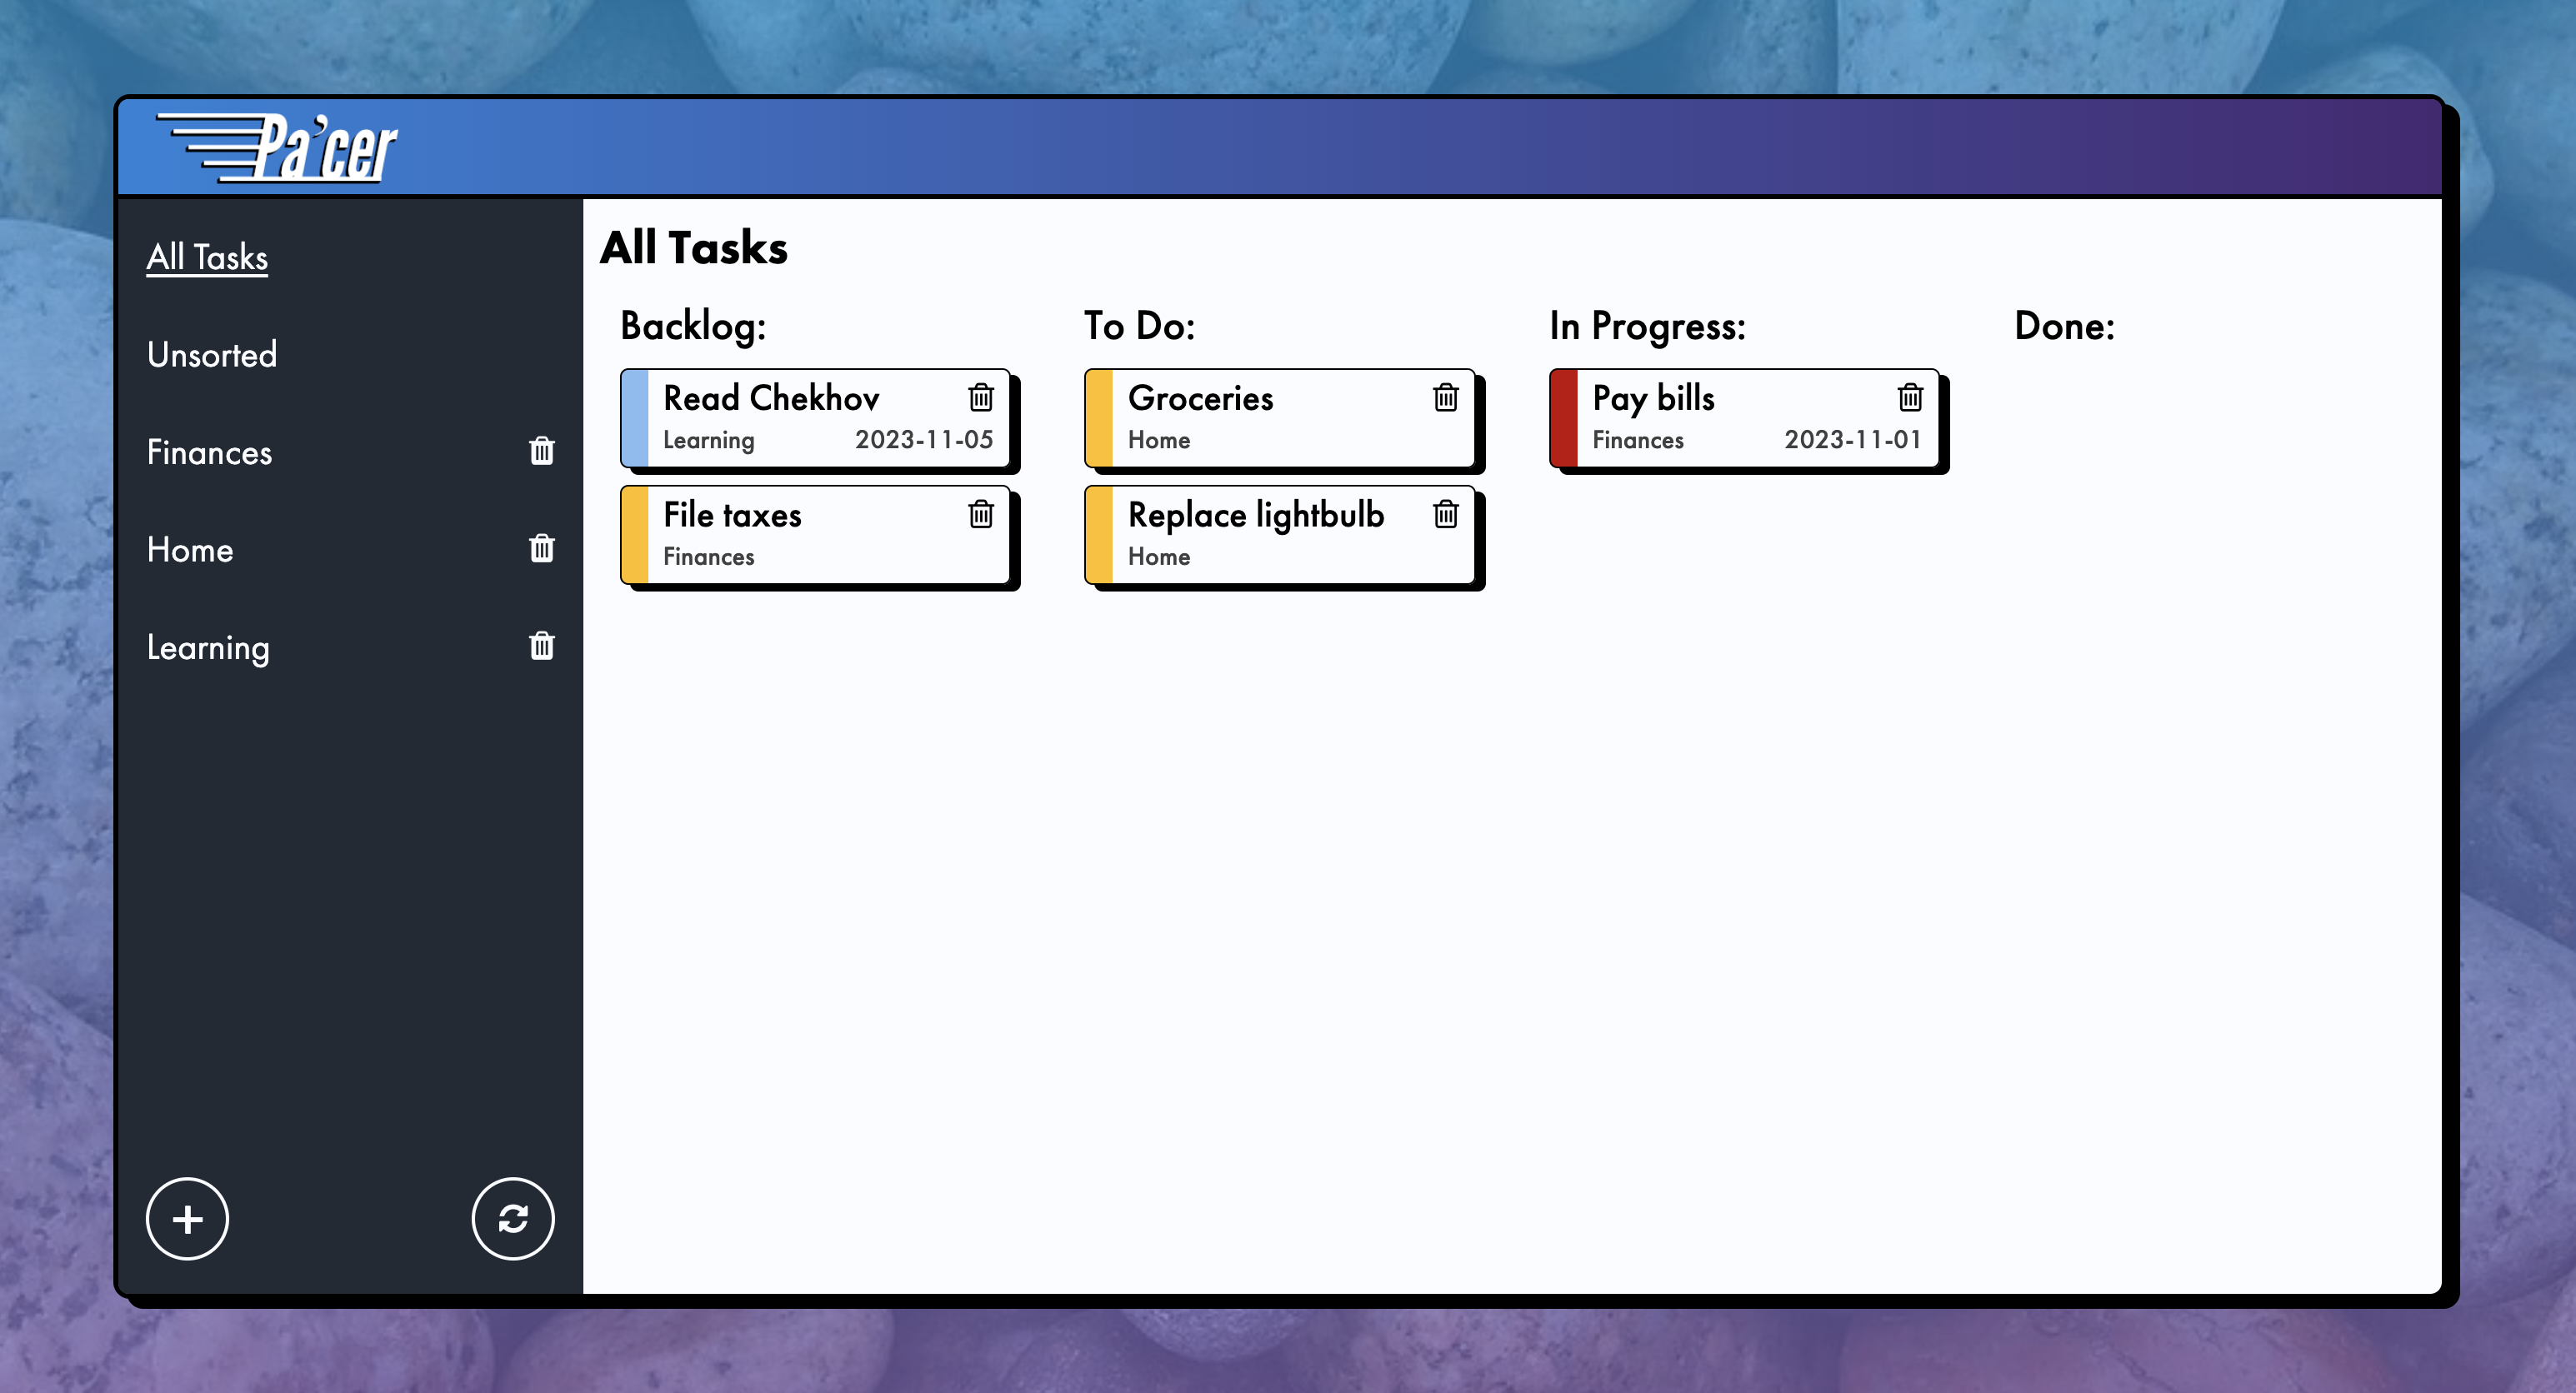 Pa'cer
All Tasks
Unsorted
Finances
Home
Learning
All Tasks
Backlog:
Read Chekhov
Learning 2023-11-05
File taxes
Finances
To Do:
Groceries
Home
Replace lightbulb
Home
In Progress:
Pay bills
Finances 2023-11-01
Done: